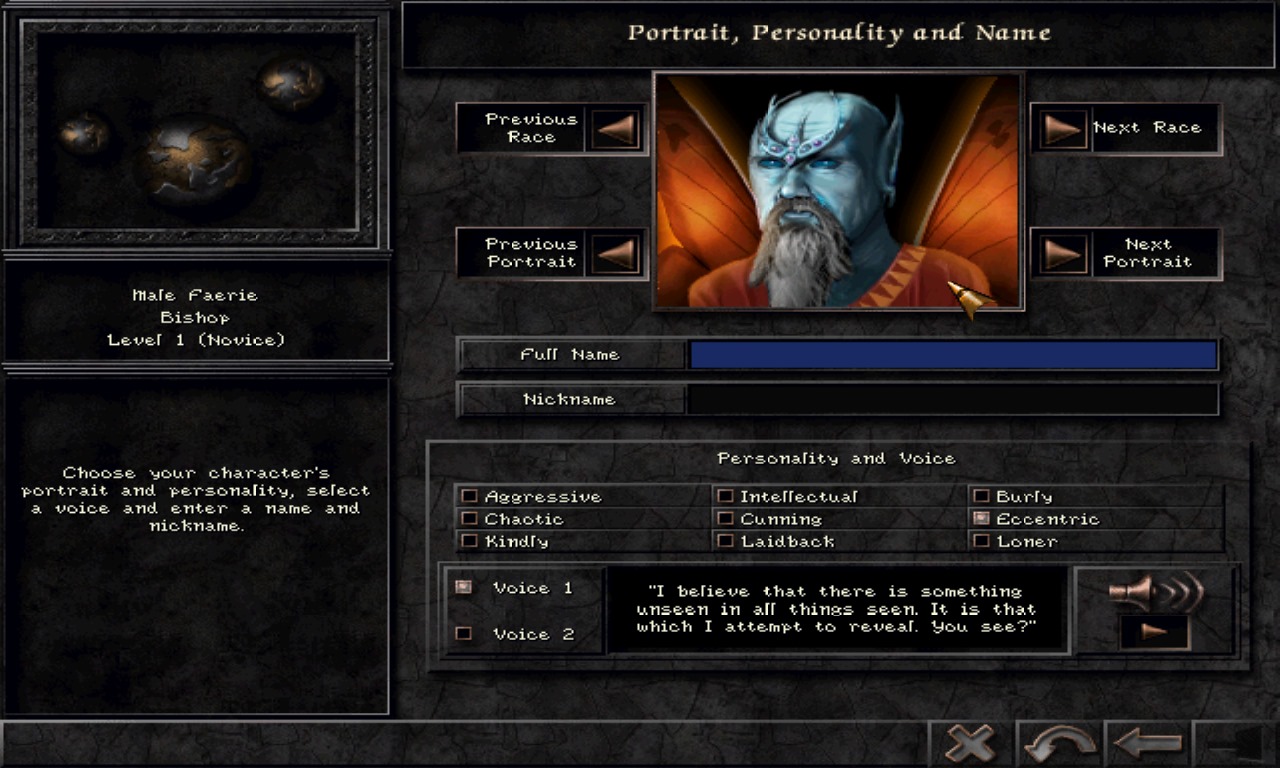 Portrait, Personality and Name
Previous
Race
Next Race
Previous
Portrait
Next
Portrait
Male Faerie
Bishop
Level 1 (Novice)
Full Name
Nickname
Choose your character's
portrait and personality, select
a voice and enter a name and
nickname.
Personality and Voice
Aggressive
Intellectual
Burly
Chaotic
Cunning
Eccentric
Kindly
Laidback
Loner
Voice 1
Voice 2
"I believe that there is something
unseen in all things seen. It is that
which I attempt to reveal. You see?"